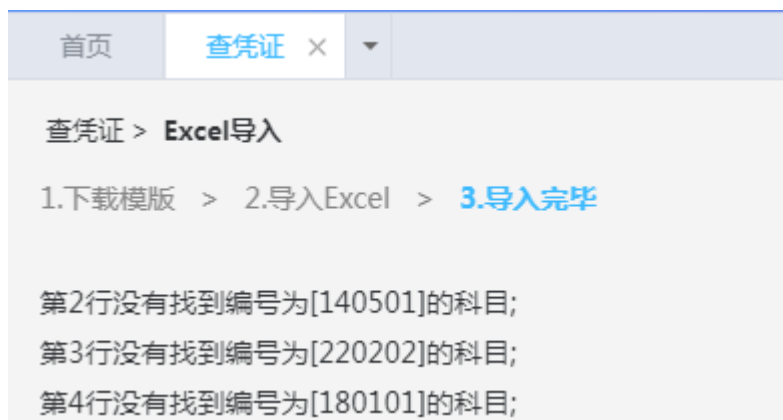 首页 查凭证 ×
查凭证 > Excel导入
1.下载模版 > 2.导入Excel > 3.导入完毕
第2行没有找到编号为[140501]的科目;
第3行没有找到编号为[220202]的科目;
第4行没有找到编号为[180101]的科目;